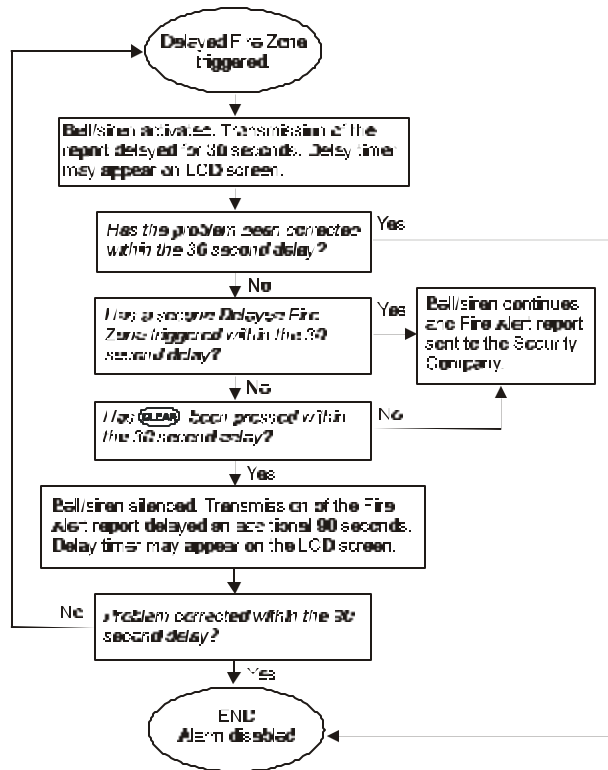 Delayed Fire Zone
triggered.
Bell/siren activated. Transmission of the
report delayed for 30 seconds. Delay timer
may appear on LCD screen.
Has the problem been corrected
within the 30 second delay?
Yes
No
Has a second Delayed Fire
Zone triggered within the 30
second delay?
Yes
Bell/siren continues
and Fire Alert report
sent to the Security
Company.
No
Has CLEAR been pressed within
the 30 second delay?
No
Yes
Bell/siren silenced. Transmission of the Fire
Alert report delayed an additional 90 seconds.
Delay timer may appear on the LCD screen.
No
Problem corrected within the 90
second delay?
Yes
END
Alarm disabled